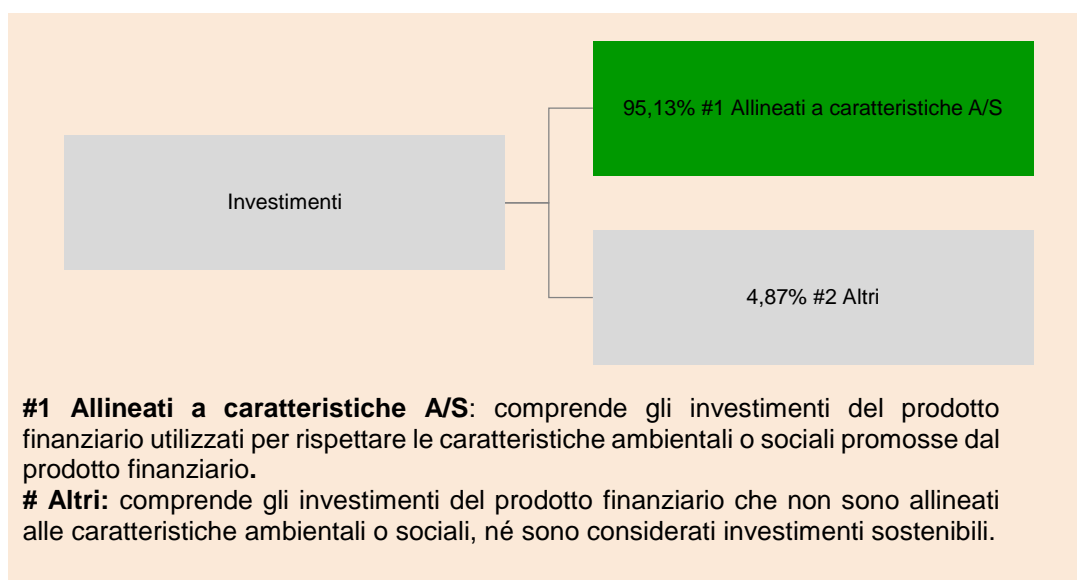 95,13% #1 Allineati a caratteristiche A/S
Investimenti
4,87% #2 Altri
#1 Allineati a caratteristiche A/S: comprende gli investimenti del prodotto
finanziario utilizzati per rispettare le caratteristiche ambientali o sociali promosse dal
prodotto finanziario.
# Altri: comprende gli investimenti del prodotto finanziario che non sono allineati
alle caratteristiche ambientali o sociali, né sono considerati investimenti sostenibili.